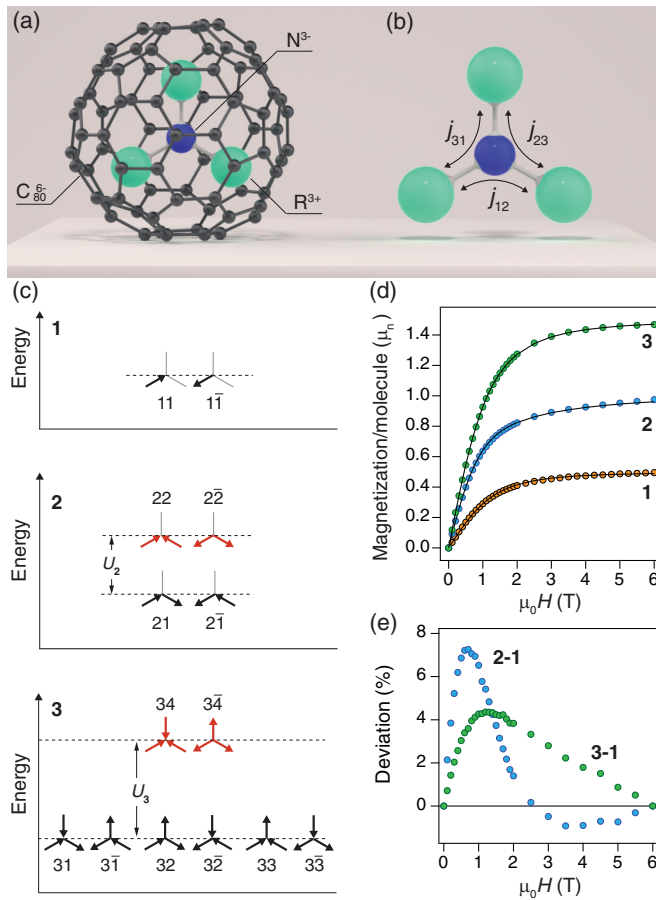 (a)
N³⁻
C₈₀⁶⁻
R³⁺
(b)
j₃₁
j₂₃
j₁₂
(c)
1
Energy
11
11̅
2
Energy
22
22̅
U₂
21
21̅
3
Energy
34
34̅
U₃
31
31̅
32
32̅
33
33̅
(d)
Magnetization/molecule (μₙ)
1.4
1.2
1.0
0.8
0.6
0.4
0.2
0.0
3
2
1
0 1 2 3 4 5 6
μ₀H (T)
(e)
Deviation (%)
8
6
4
2
0
2-1
3-1
0 1 2 3 4 5 6
μ₀H (T)